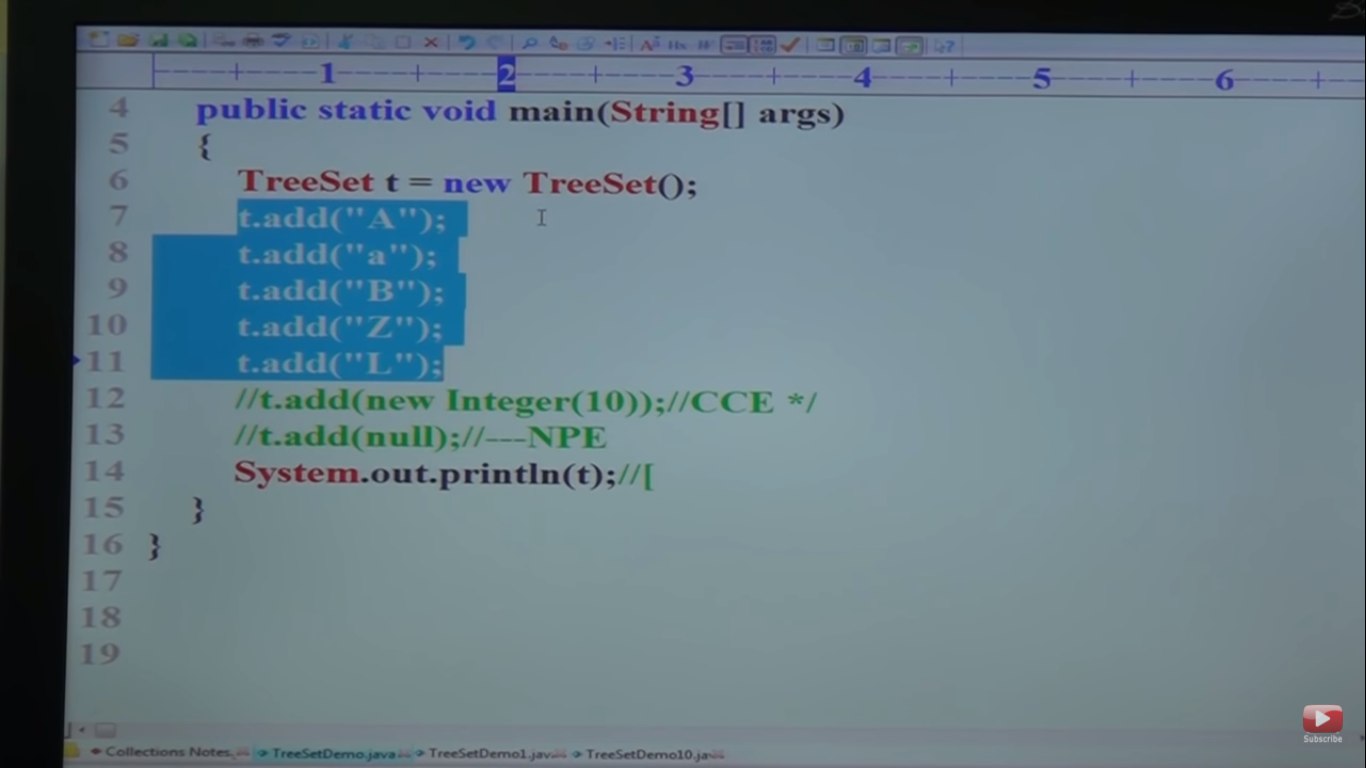 1 2 3 4 5 6
4 public static void main(String[] args)
5 {
6 TreeSet t = new TreeSet();
7 t.add("A");
8 t.add("a");
9 t.add("B");
10 t.add("Z");
11 t.add("L");
12 //t.add(new Integer(10));//CCE */
13 //t.add(null);//---NPE
14 System.out.println(t);//[
15 }
16 }
17
18
19
Subscribe
Collections Notes. TreeSetDemo.java TreeSetDemo1.jav TreeSetDemo10.ja